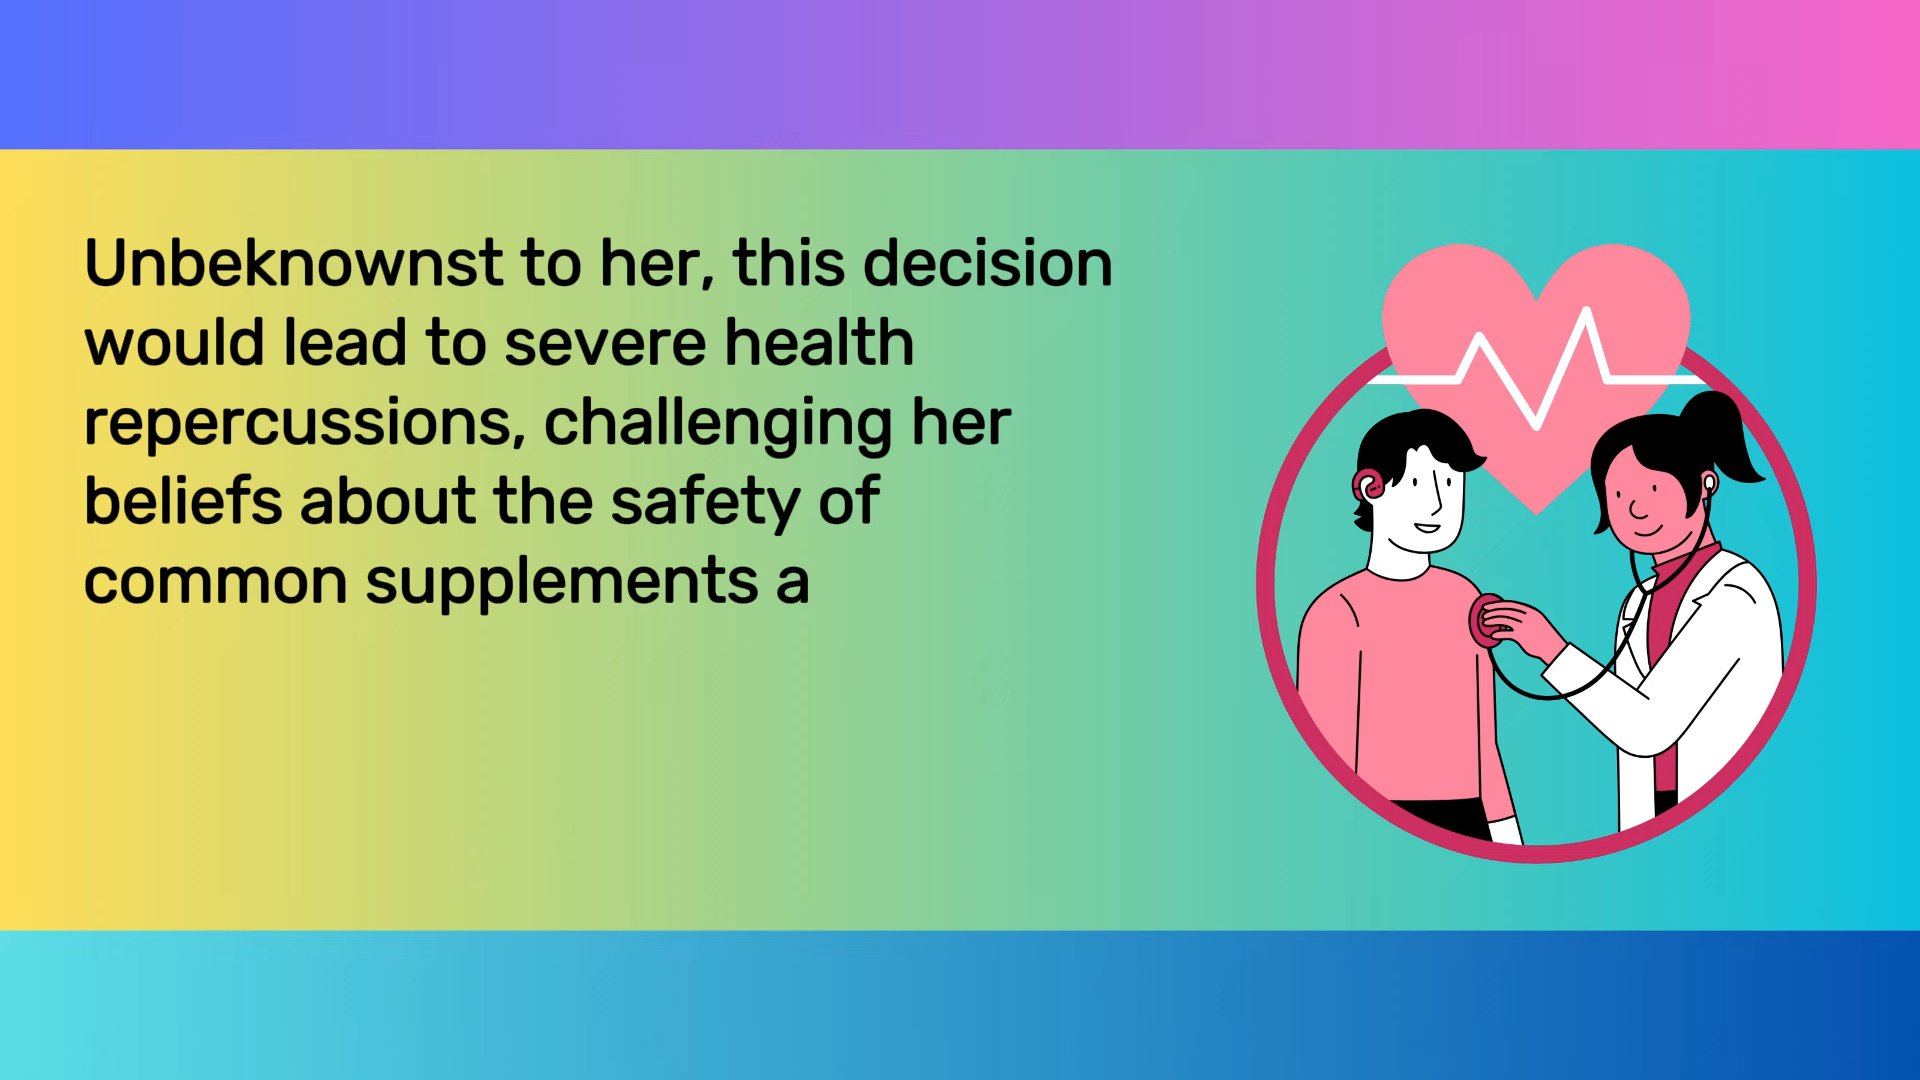 Unbeknownst to her, this decision
would lead to severe health
repercussions, challenging her
beliefs about the safety of
common supplements a